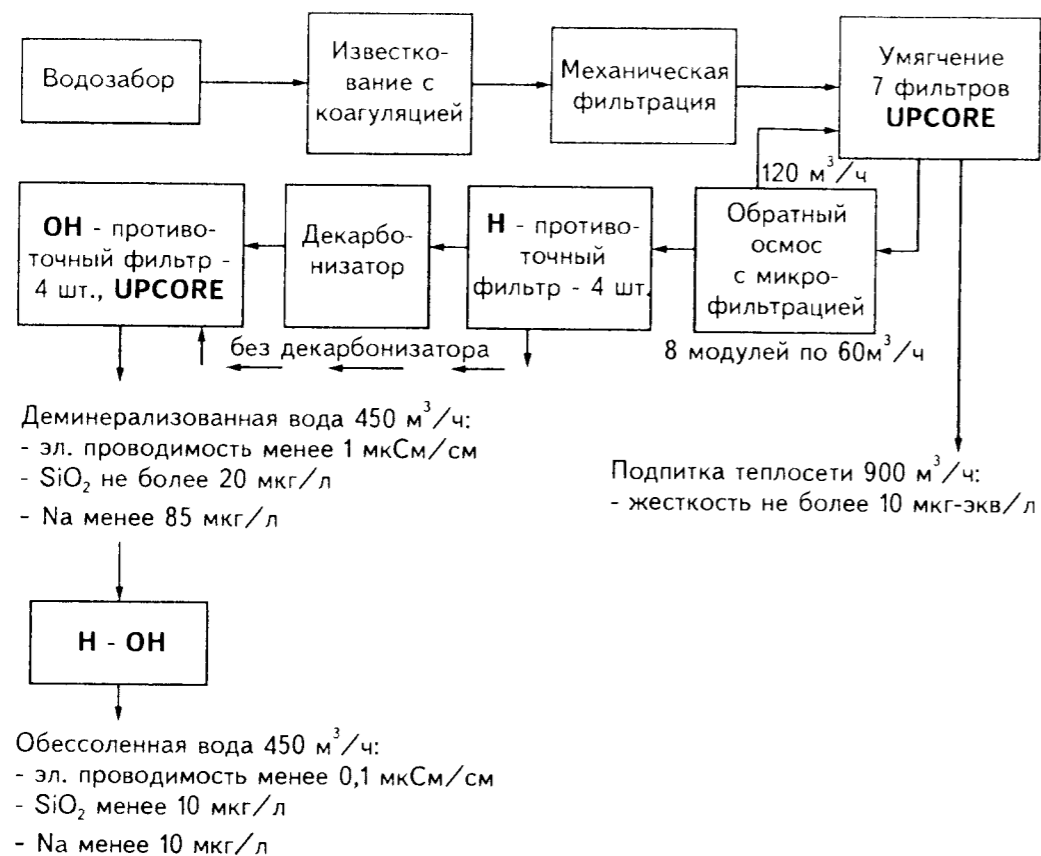 Водозабор
Известко-
вание с
коагуляцией
Механическая
фильтрация
Умягчение
7 фильтров
UPCORE
120 м³/ч
ОН - противо-
точный фильтр -
4 шт., UPCORE
Декарбо-
низатор
Н - противо-
точный
фильтр - 4 шт.
Обратный
осмос
с микро-
фильтрацией
без декарбонизатора
8 модулей по 60м³/ч
Деминерализованная вода 450 м³/ч:
- эл. проводимость менее 1 мкСм/см
- SiO₂ не более 20 мкг/л
- Na менее 85 мкг/л
Подпитка теплосети 900 м³/ч:
- жесткость не более 10 мкг-экв/л
Н - ОН
Обессоленная вода 450 м³/ч:
- эл. проводимость менее 0,1 мкСм/см
- SiO₂ менее 10 мкг/л
- Na менее 10 мкг/л